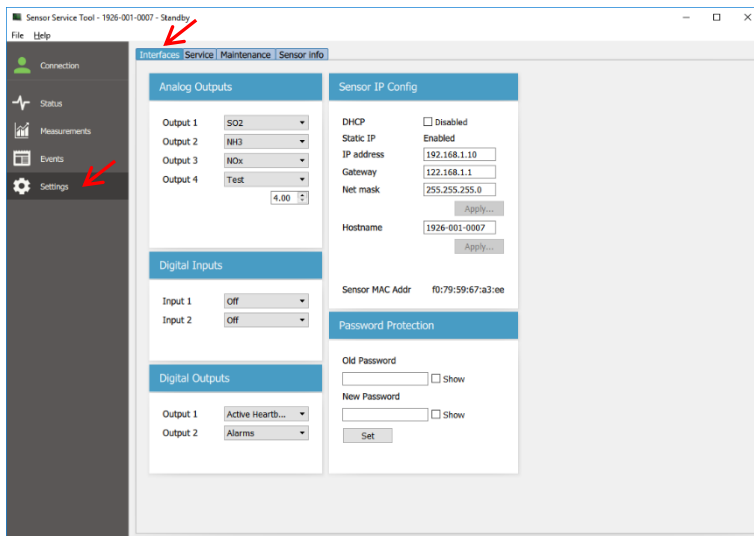 Sensor Service Tool - 1926-001-0007 - Standby
File Help
Connection
Status
Measurements
Events
Settings
Interfaces Service Maintenance Sensor info
Analog Outputs
Output 1 SO2
Output 2 NH3
Output 3 NOx
Output 4 Test
4.00
Digital Inputs
Input 1 Off
Input 2 Off
Digital Outputs
Output 1 Active Heartb...
Output 2 Alarms
Sensor IP Config
DHCP Disabled
Static IP Enabled
IP address 192.168.1.10
Gateway 122.168.1.1
Net mask 255.255.255.0
Apply...
Hostname 1926-001-0007
Apply...
Sensor MAC Addr f0:79:59:67:a3:ee
Password Protection
Old Password
Show
New Password
Show
Set